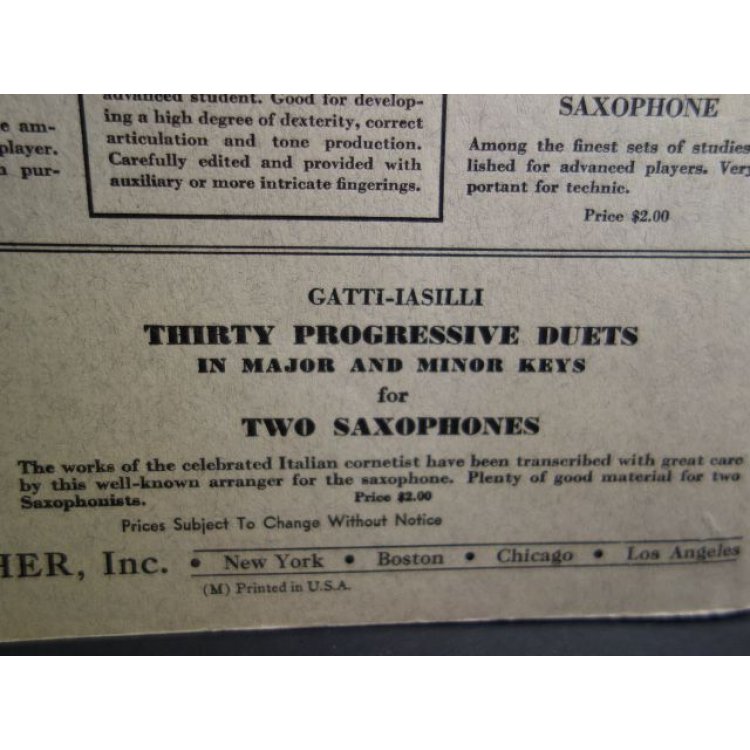 e am-
player.
pur-
advanced student. Good for develop-
ing a high degree of dexterity, correct
articulation and tone production.
Carefully edited and provided with
auxiliary or more intricate fingerings.
SAXOPHONE
Among the finest sets of studies
lished for advanced players. Very
portant for technic.
Price $2.00
GATTI-IASILLI
THIRTY PROGRESSIVE DUETS
IN MAJOR AND MINOR KEYS
for
TWO SAXOPHONES
The works of the celebrated Italian cornetist have been transcribed with great care
by this well-known arranger for the saxophone. Plenty of good material for two
Saxophonists. Price $2.00
Prices Subject To Change Without Notice
HER, Inc. • New York • Boston • Chicago • Los Angeles
(M) Printed in U.S.A.